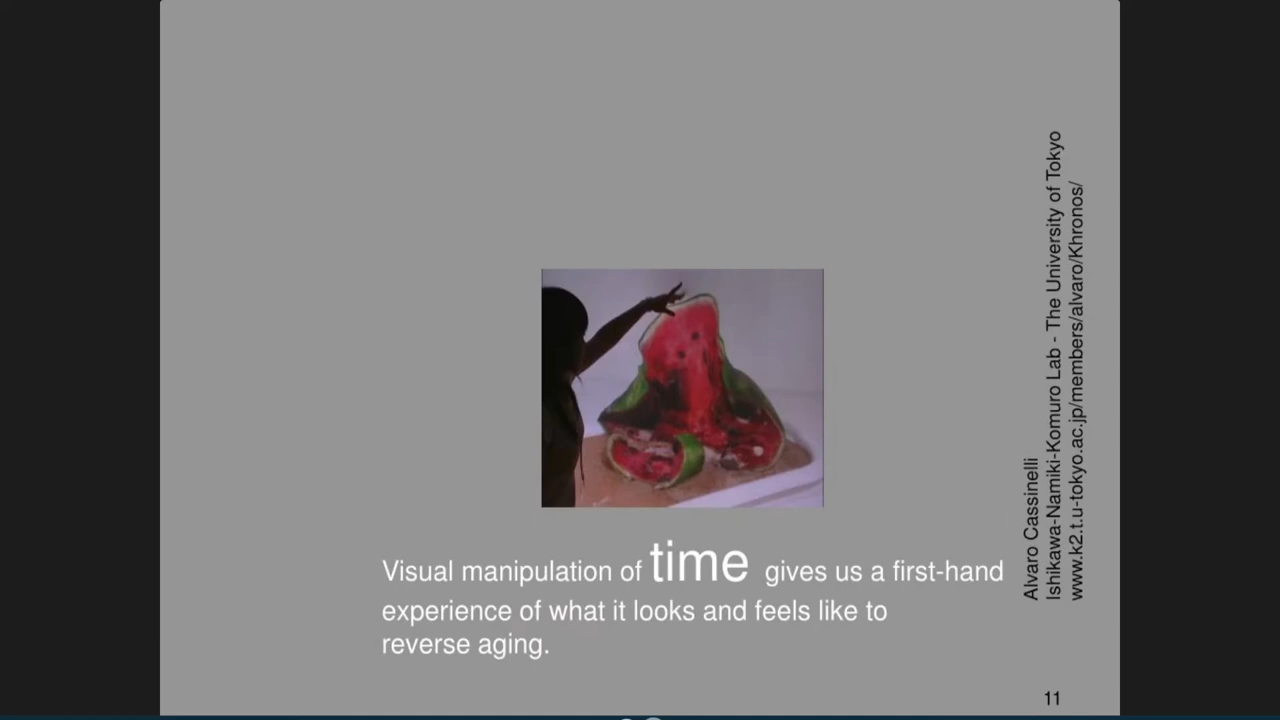 Visual manipulation of time gives us a first-hand
experience of what it looks and feels like to
reverse aging.
Alvaro Cassinelli
Ishikawa-Namiki-Komuro Lab - The University of Tokyo
www.k2.t.u-tokyo.ac.jp/members/alvaro/Khronos/
11